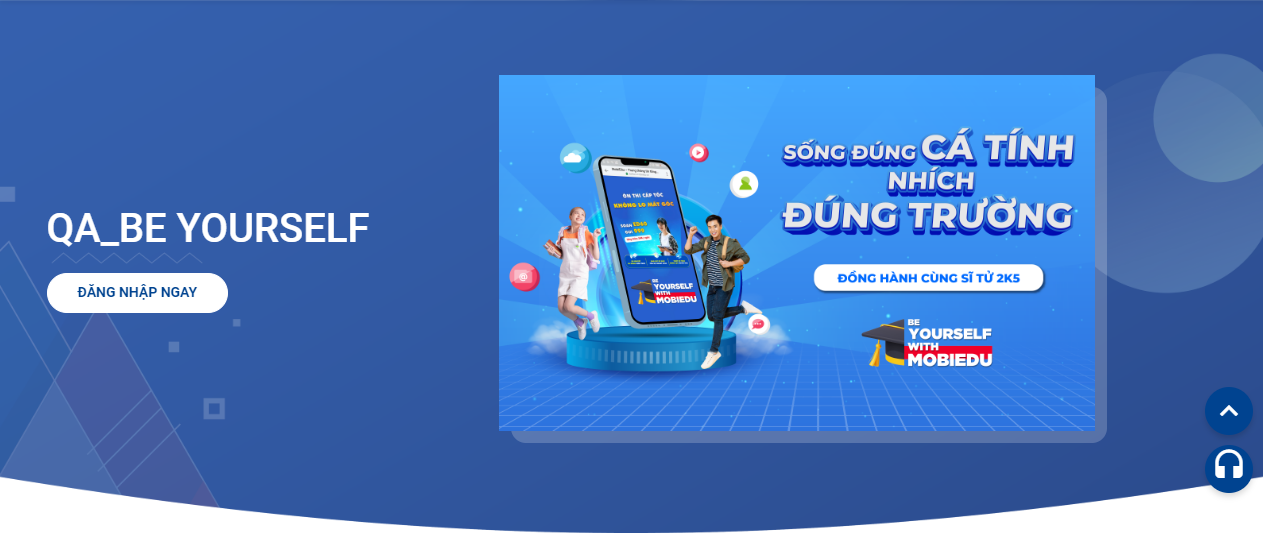 QA_BE YOURSELF
ĐĂNG NHẬP NGAY
SỐNG ĐÚNG CÁ TÍNH
NHÍCH
ĐÚNG TRƯỜNG
ĐỒNG HÀNH CÙNG SĨ TỬ 2K5
BE
YOURSELF
WITH
MOBIEDU
ÔN THI CẤP TỐC
KHÔNG LO MẤT GỐC
BE
YOURSELF
WITH
MOBIEDU